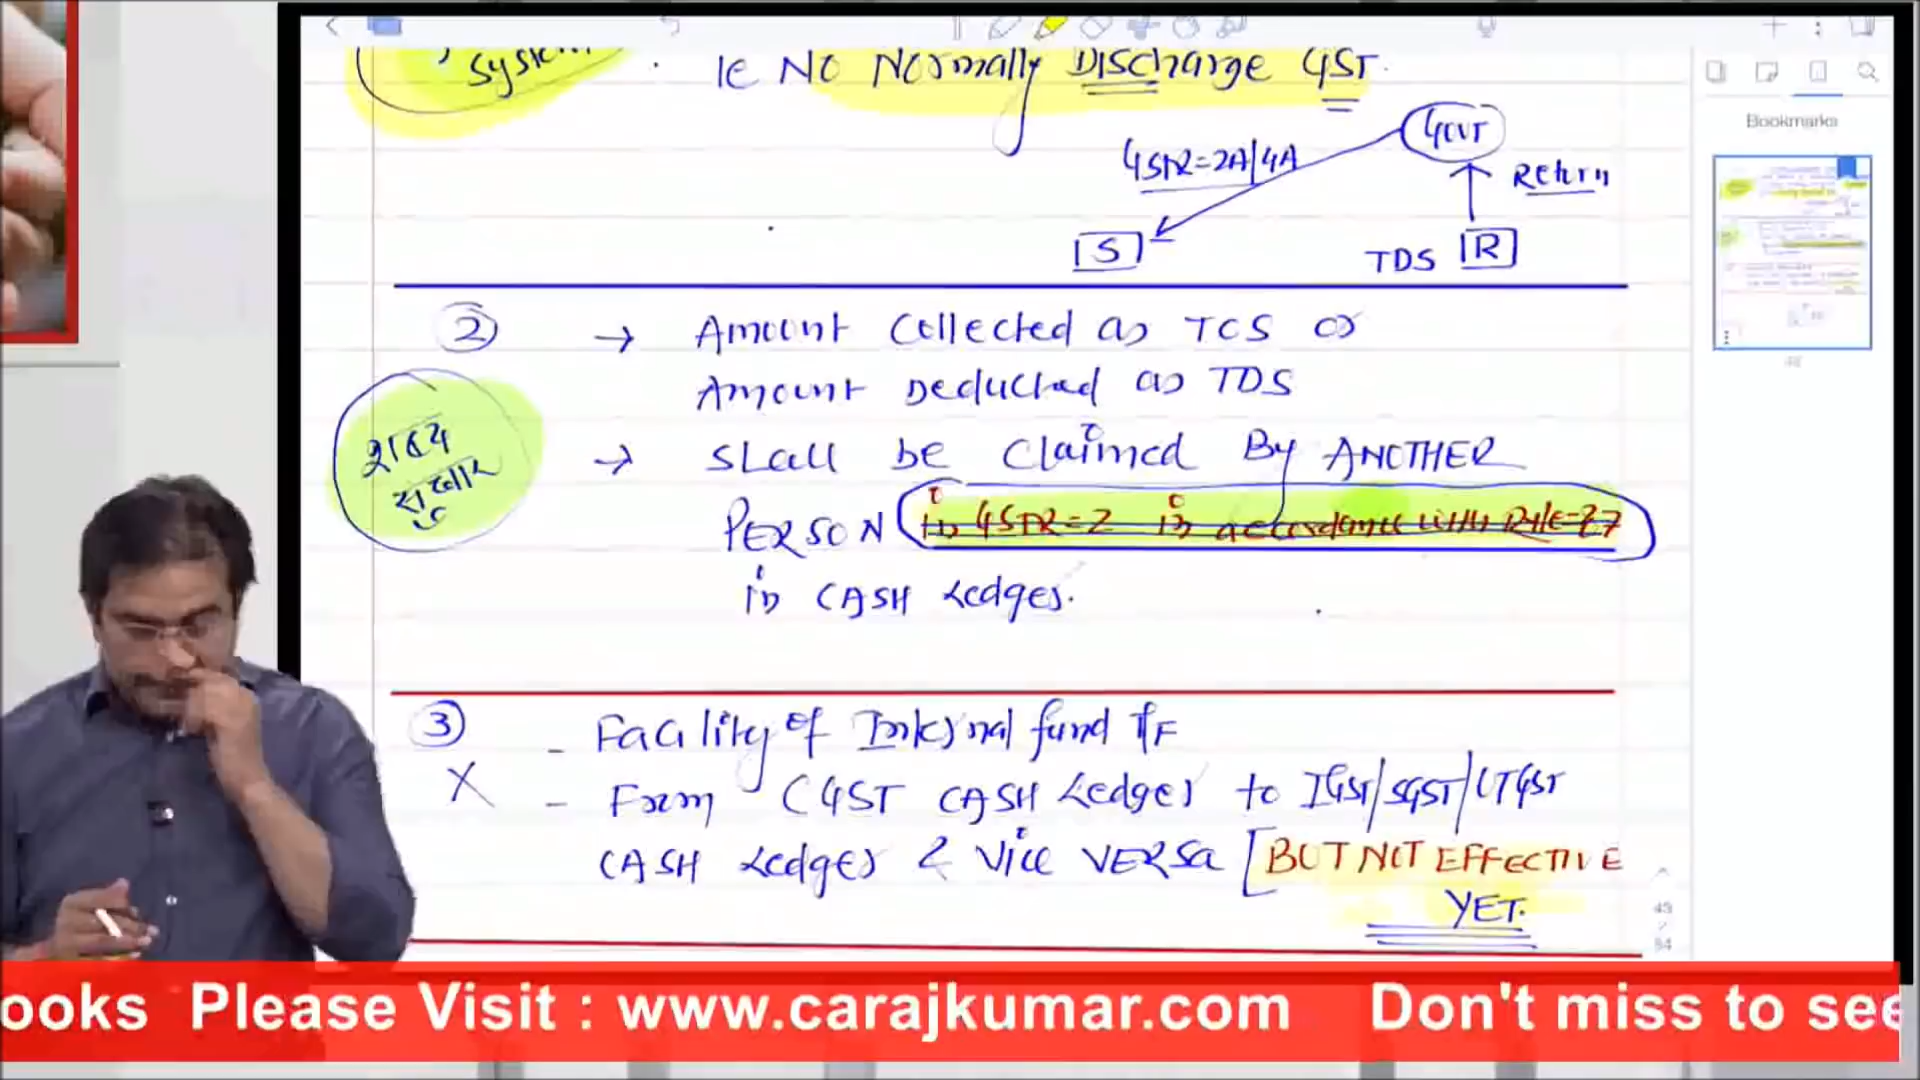 System
ie No Normally Discharge GST.
GOVT
GSTR=2A/4A
Return
S
TDS R
Bookmarks
② → Amount Collected as TCS or
Amount Deducted as TDS
→ Shall be Claimed By ANOTHER
PERSON in GSTR=2 in accordance with Rule=87
in CASH Ledger.
③ - Facility of Internal fund TF
X - From CGST CASH Ledger to IGST/SGST/UTGST
CASH Ledger & Vice VERSA [BUT NOT EFFECTIVE
YET.
ooks Please Visit : www.carajkumar.com Don't miss to see